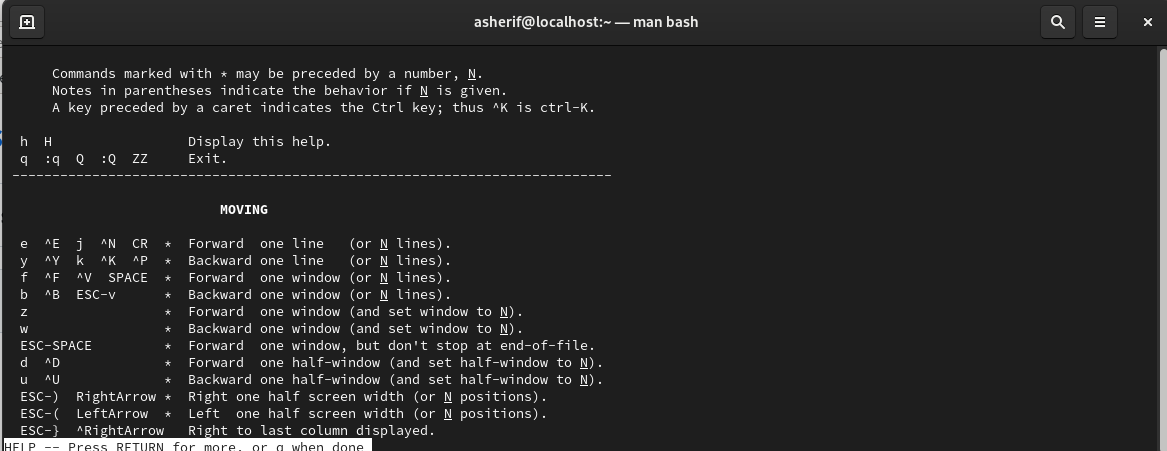 asherif@localhost:~ — man bash
Commands marked with * may be preceded by a number, N.
Notes in parentheses indicate the behavior if N is given.
A key preceded by a caret indicates the Ctrl key; thus ^K is ctrl-K.
h  H                 Display this help.
q  :q  Q  :Q  ZZ     Exit.
---------------------------------------------------------------------------
MOVING
e  ^E  j  ^N  CR  *  Forward  one line   (or N lines).
y  ^Y  k  ^K  ^P  *  Backward one line   (or N lines).
f  ^F  ^V  SPACE  *  Forward  one window (or N lines).
b  ^B  ESC-v      *  Backward one window (or N lines).
z                 *  Forward  one window (and set window to N).
w                 *  Backward one window (and set window to N).
ESC-SPACE         *  Forward  one window, but don't stop at end-of-file.
d  ^D             *  Forward  one half-window (and set half-window to N).
u  ^U             *  Backward one half-window (and set half-window to N).
ESC-)  RightArrow *  Right one half screen width (or N positions).
ESC-(  LeftArrow  *  Left  one half screen width (or N positions).
ESC-}  ^RightArrow   Right to last column displayed.
HELP -- Press RETURN for more, or q when done